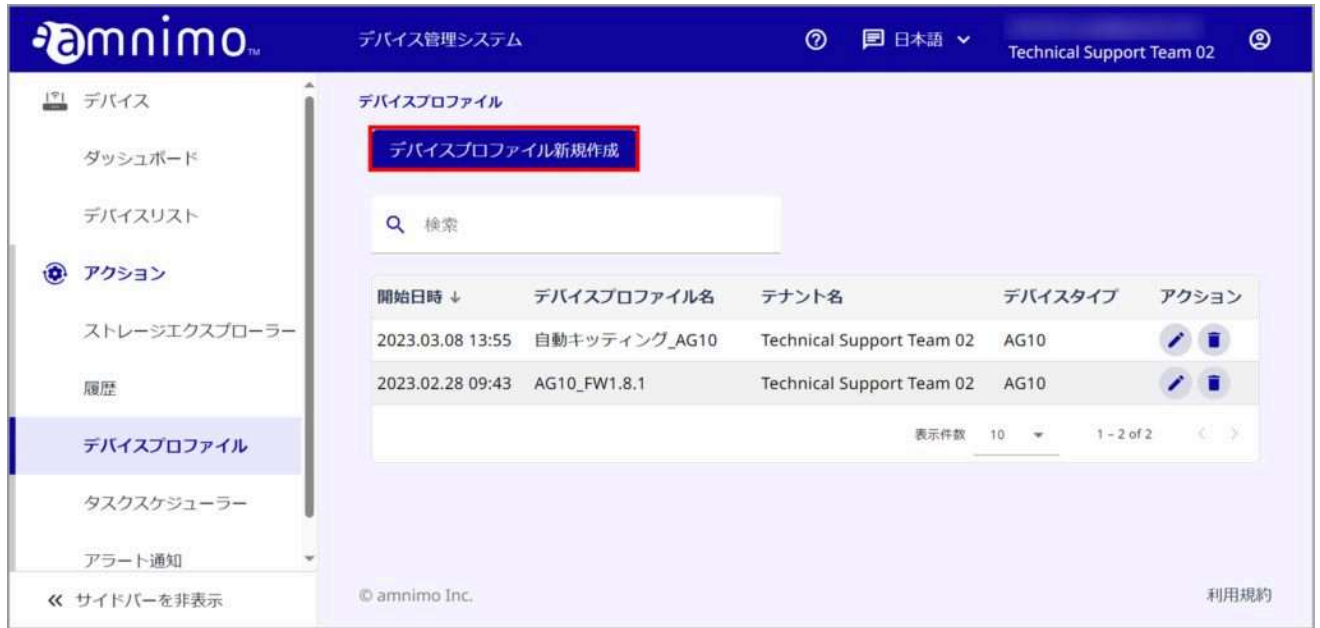 amnimo™
デバイス管理システム
日本語
Technical Support Team 02
デバイス
ダッシュボード
デバイスリスト
アクション
ストレージエクスプローラー
履歴
デバイスプロファイル
タスクスケジューラー
アラート通知
サイドバーを非表示
デバイスプロファイル
デバイスプロファイル新規作成
検索
開始日時 ↓ デバイスプロファイル名 テナント名 デバイスタイプ アクション
2023.03.08 13:55 自動キッティング_AG10 Technical Support Team 02 AG10
2023.02.28 09:43 AG10_FW1.8.1 Technical Support Team 02 AG10
表示件数 10 1 – 2 of 2
© amnimo Inc. 利用規約